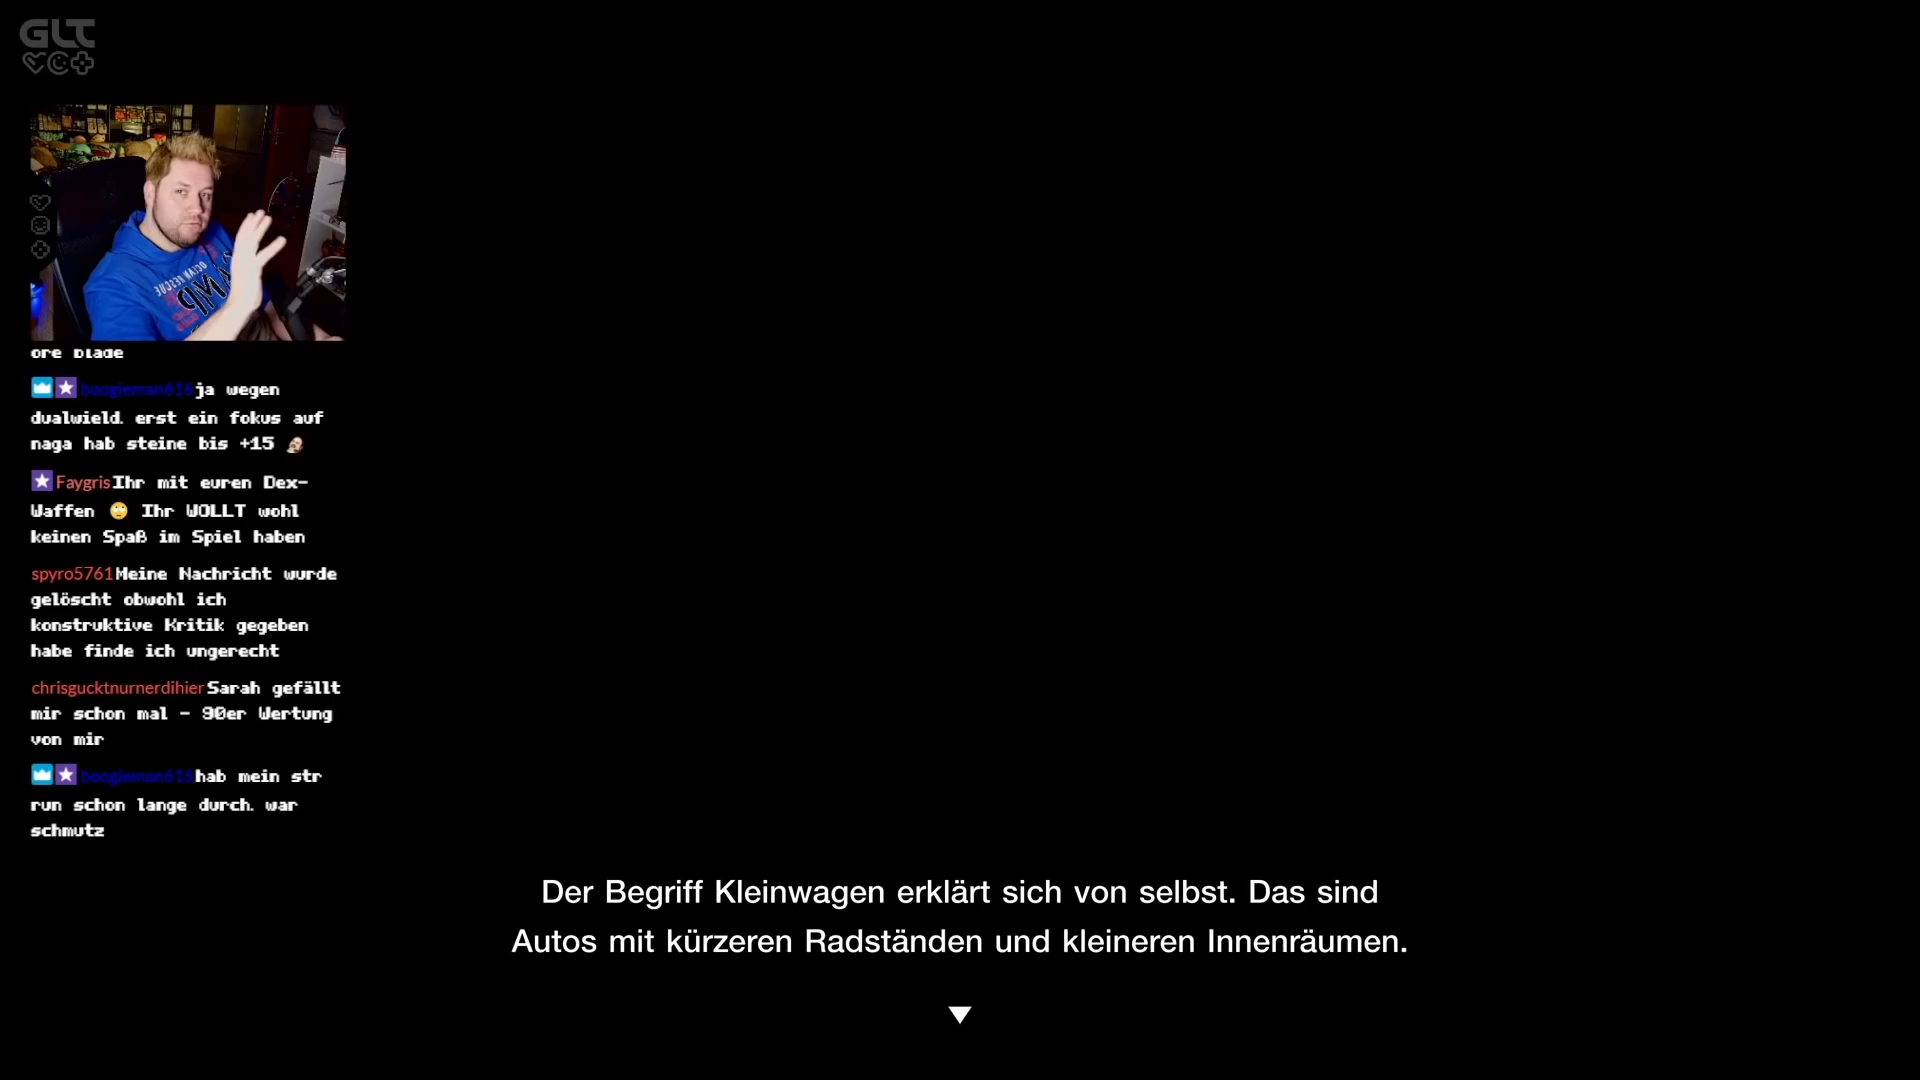 GLT
OCIAN RESCUE
ore blade
boogieman616 ja wegen
dualwield. erst ein fokus auf
naga hab steine bis +15
Faygris Ihr mit euren Dex-
Waffen 🙄 Ihr WOLLT wohl
keinen Spaß im Spiel haben
spyro5761 Meine Nachricht wurde
gelöscht obwohl ich
konstruktive Kritik gegeben
habe finde ich ungerecht
chrisgucktnurnerdihier Sarah gefällt
mir schon mal - 90er Wertung
von mir
boogieman616 hab mein str
run schon lange durch. war
schmutz
Der Begriff Kleinwagen erklärt sich von selbst. Das sind
Autos mit kürzeren Radständen und kleineren Innenräumen.